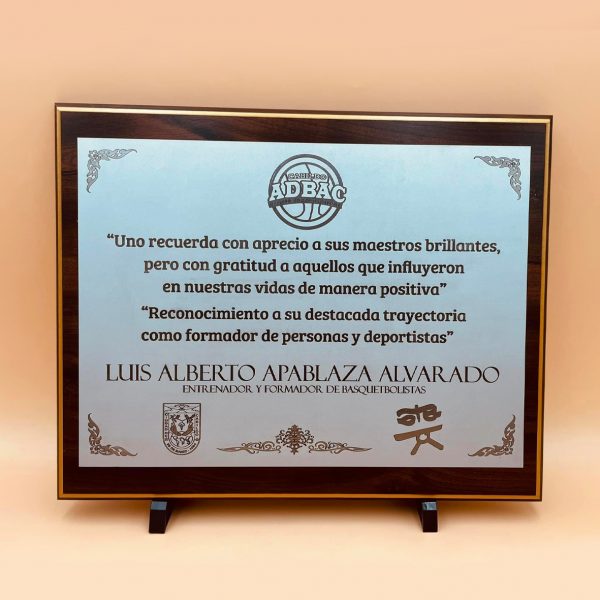 CABILDO
ADBAC
“Uno recuerda con aprecio a sus maestros brillantes,
pero con gratitud a aquellos que influyeron
en nuestras vidas de manera positiva”
“Reconocimiento a su destacada trayectoria
como formador de personas y deportistas”
LUIS ALBERTO APABLAZA ALVARADO
ENTRENADOR Y FORMADOR DE BASQUETBOLISTAS